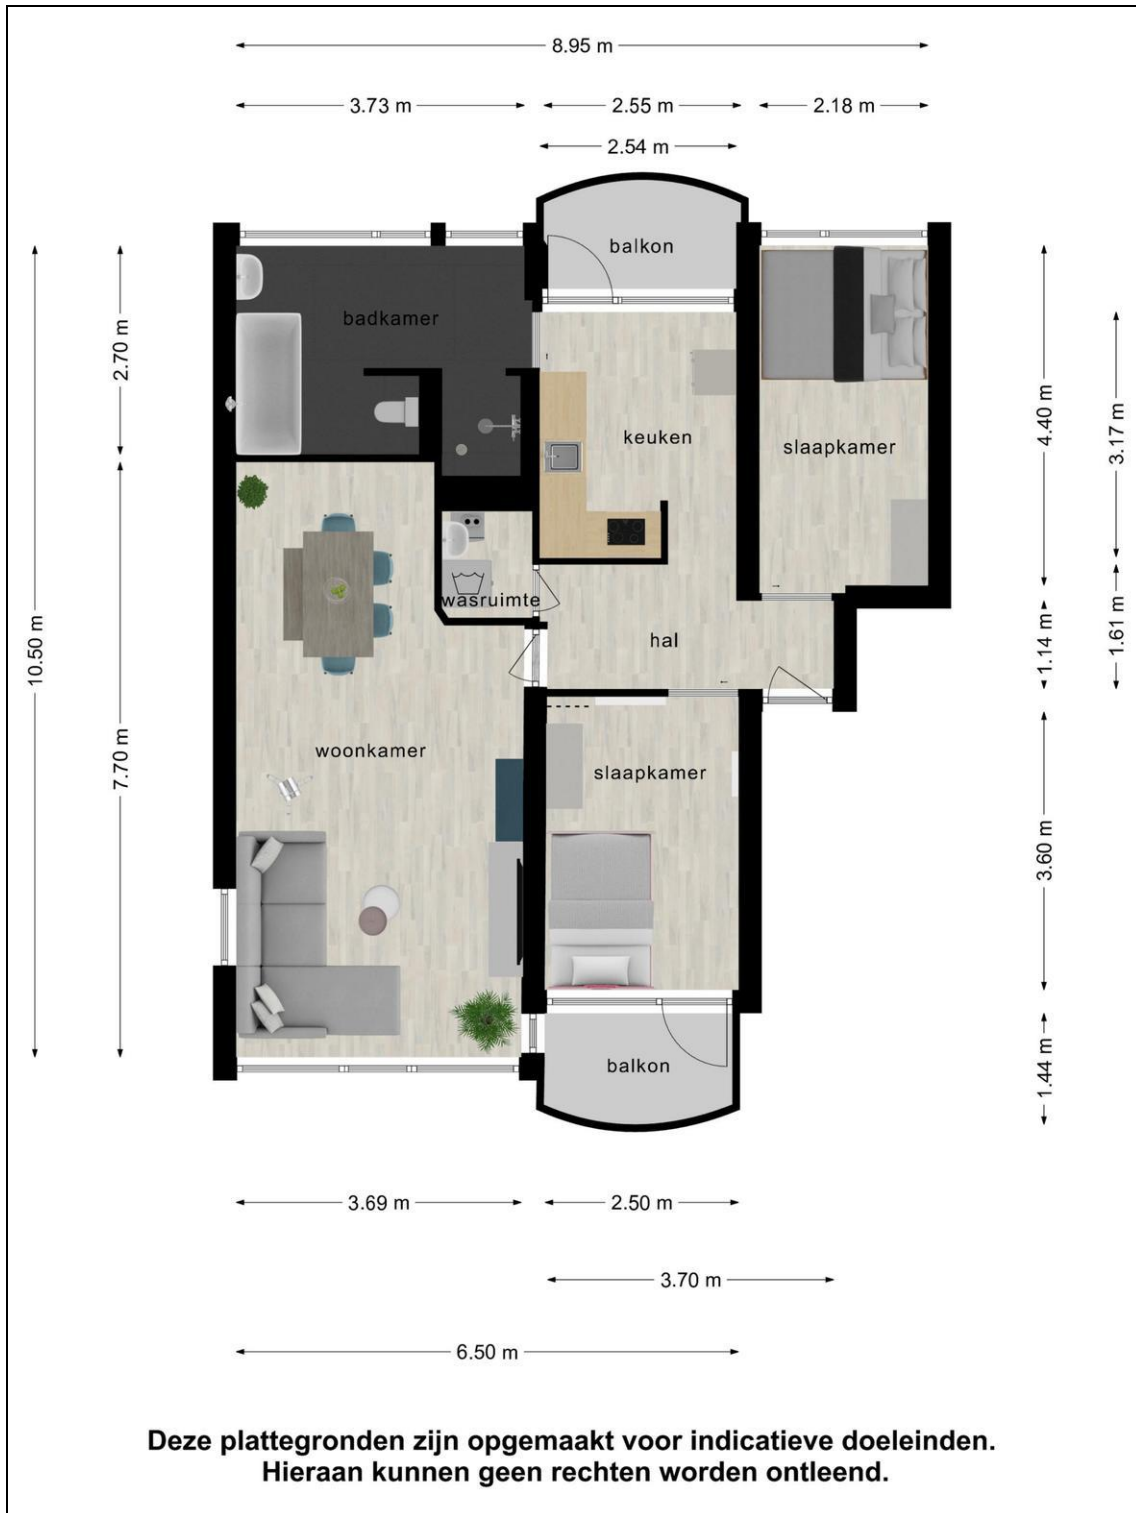 8.95 m
3.73 m
2.55 m
2.18 m
2.54 m
balkon
badkamer
keuken
slaapkamer
wasruimte
hal
woonkamer
slaapkamer
balkon
10.50 m
2.70 m
7.70 m
4.40 m
3.17 m
1.14 m
1.61 m
3.60 m
1.44 m
3.69 m
2.50 m
3.70 m
6.50 m
Deze plattegronden zijn opgemaakt voor indicatieve doeleinden.
Hieraan kunnen geen rechten worden ontleend.